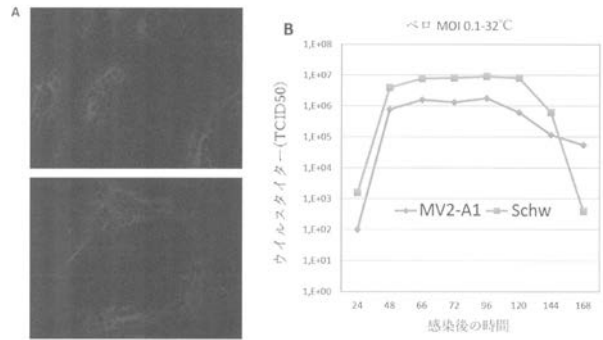 A
B
ベロ MOI 0.1-32℃
ウイルスタイター(TCID50)
1,E+08
1,E+07
1,E+06
1,E+05
1,E+04
1,E+03
1,E+02
1,E+01
1,E+00
MV2-A1 Schw
24 48 66 72 96 120 144 168
感染後の時間